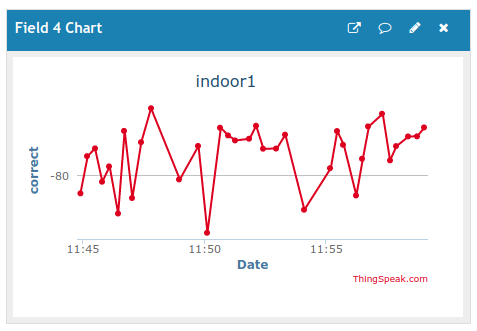 Field 4 Chart
indoor1
correct
-80
11:45 11:50 11:55
Date
ThingSpeak.com